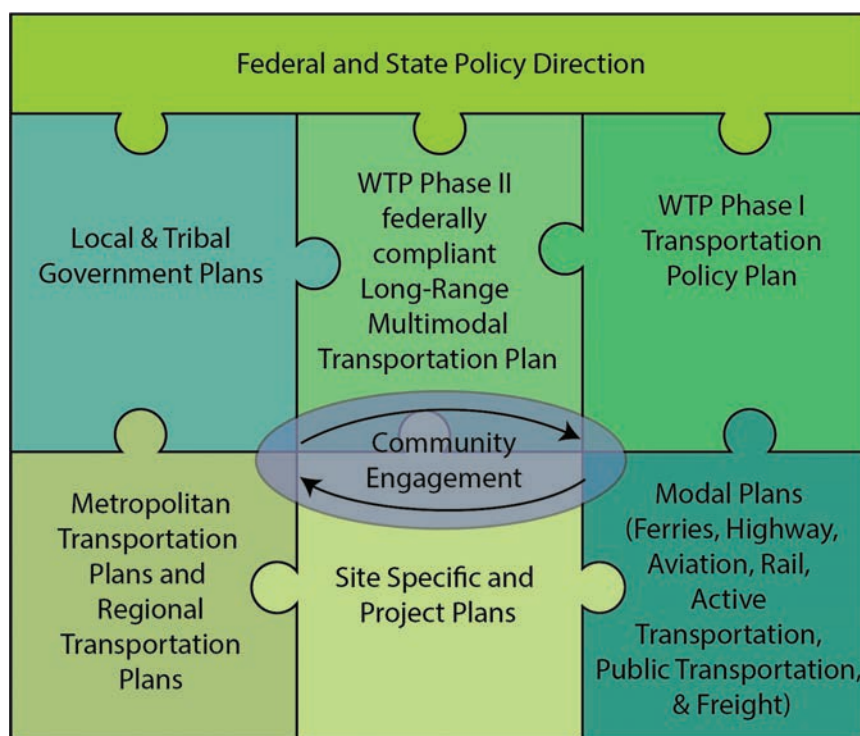 Federal and State Policy Direction
Local & Tribal
Government Plans
WTP Phase II
federally
compliant
Long-Range
Multimodal
Transportation Plan
WTP Phase I
Transportation
Policy Plan
Community
Engagement
Metropolitan
Transportation
Plans and
Regional
Transportation
Plans
Site Specific and
Project Plans
Modal Plans
(Ferries, Highway,
Aviation, Rail,
Active
Transportation,
Public Transportation,
& Freight)